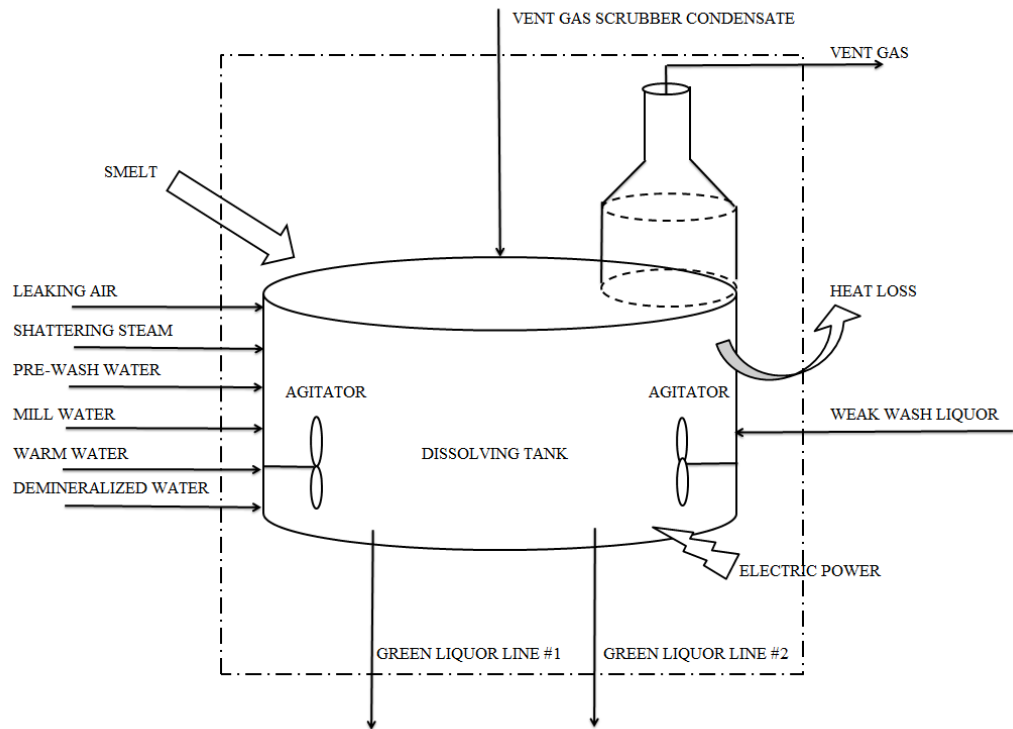 VENT GAS SCRUBBER CONDENSATE
VENT GAS
SMELT
LEAKING AIR
HEAT LOSS
SHATTERING STEAM
PRE-WASH WATER
AGITATOR
AGITATOR
MILL WATER
WEAK WASH LIQUOR
WARM WATER
DISSOLVING TANK
DEMINERALIZED WATER
ELECTRIC POWER
GREEN LIQUOR LINE #1
GREEN LIQUOR LINE #2